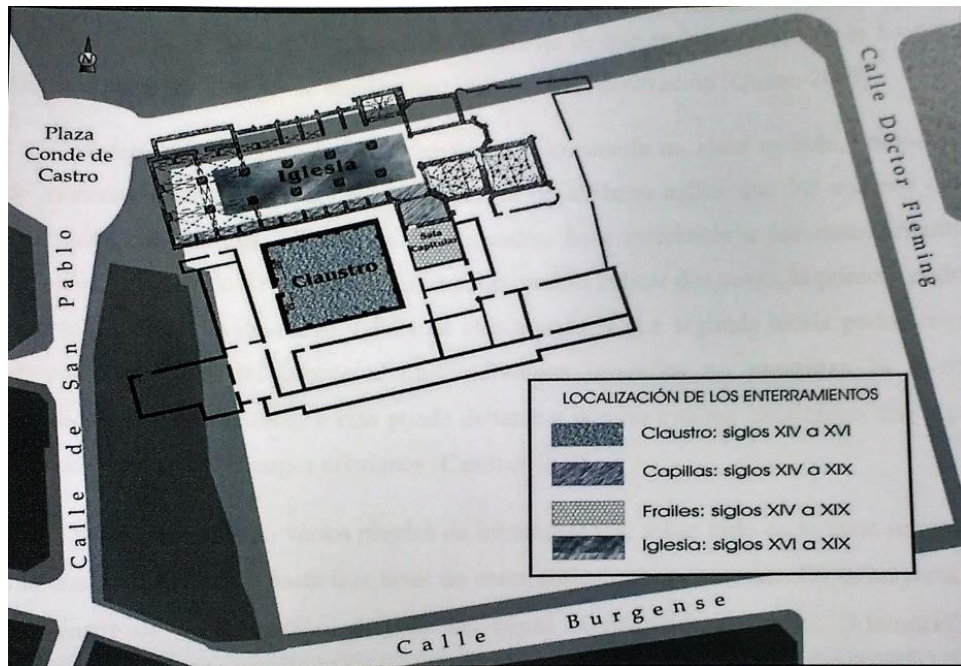 N
Plaza
Conde de
Castro
Calle Doctor Fleming
Iglesia
Sala
Capitular
Claustro
Calle de San Pablo
LOCALIZACIÓN DE LOS ENTERRAMIENTOS
Claustro: siglos XIV a XVI
Capillas: siglos XIV a XIX
Frailes: siglos XIV a XIX
Iglesia: siglos XVI a XIX
Calle Burgense